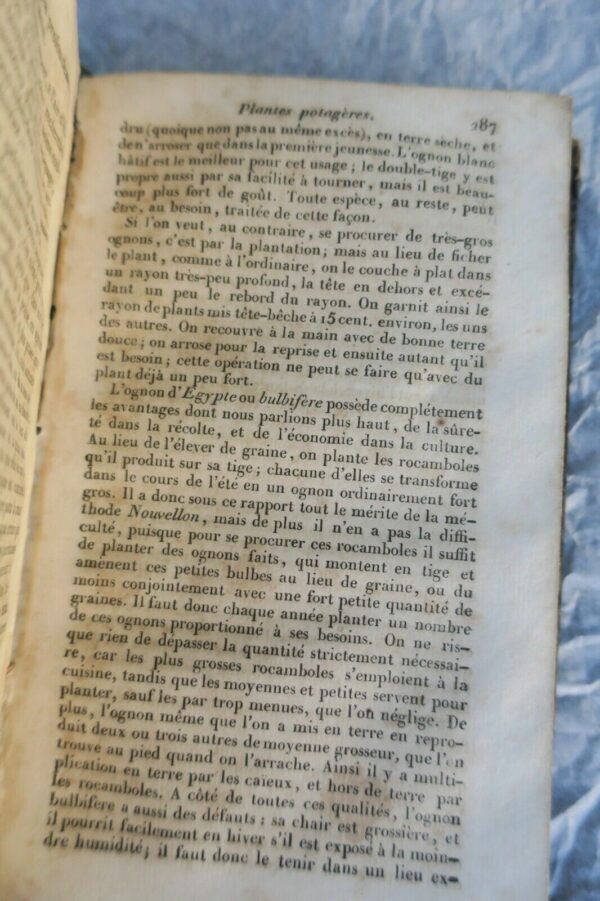 Plantes potagères.
187
dru (quoique non pas au même excès), en terre sèche, et
de n'arroser que dans la première jeunesse. L'ognon blanc
hâtif est le meilleur pour cet usage; le double-tige y est
propre aussi par sa facilité à tourner, mais il est beau-
coup plus fort de goût. Toute espèce, au reste, peut
être, au besoin, traitée de cette façon.
Si l'on veut, au contraire, se procurer de très-gros
ognons, c'est par la plantation; mais au lieu de ficher
le plant, comme à l'ordinaire, on le couche à plat dans
un rayon très-peu profond, la tête en dehors et excé-
dant un peu le rebord du rayon. On garnit ainsi le
rayon de plants mis tête-bêche à 15 cent. environ, les uns
des autres. On recouvre à la main avec de bonne terre
douce; on arrose pour la reprise et ensuite autant qu'il
est besoin; cette opération ne peut se faire qu'avec du
plant déjà un peu fort.
L'ognon d'Égypte ou bulbifère possède complétement
les avantages dont nous parlions plus haut, de la sûre-
té dans la récolte, et de l'économie dans la culture.
Au lieu de l'élever de graine, on plante les rocamboles
qu'il produit sur sa tige; chacune d'elles se transforme
dans le cours de l'été en un ognon ordinairement fort
gros. Il a donc sous ce rapport tout le mérite de la mé-
thode Nouvellon, mais de plus il n'en a pas la diffi-
culté, puisque pour se procurer ces rocamboles il suffit
de planter des ognons faits, qui montent en tige et
amènent ces petites bulbes au lieu de graine, ou du
moins conjointement avec une fort petite quantité de
graines. Il faut donc chaque année planter un nombre
de ces ognons proportionné à ses besoins. On ne ris-
que rien de dépasser la quantité strictement nécessai-
re, car les plus grosses rocamboles s'emploient à la
cuisine, tandis que les moyennes et petites servent pour
planter, sauf les par trop menues, que l'on néglige. De
plus, l'ognon même que l'on a mis en terre en repro-
duit deux ou trois autres de moyenne grosseur, que l'on
trouve au pied quand on l'arrache. Ainsi il y a multi-
plication en terre par les caïeux, et hors de terre par
les rocamboles. A côté de toutes ces qualités, l'ognon
bulbifère a aussi des défauts: sa chair est grossière, et
il pourrit facilement en hiver s'il est exposé à la moin-
dre humidité; il faut donc le tenir dans un lieu ex-